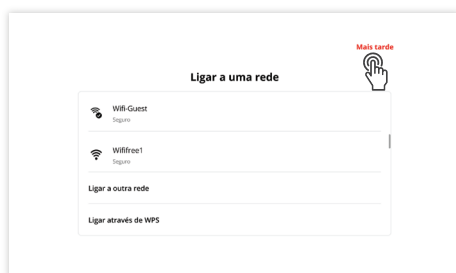 Mais tarde
Ligar a uma rede
Wifi-Guest
Seguro
Wififree1
Seguro
Ligar a outra rede
Ligar através de WPS